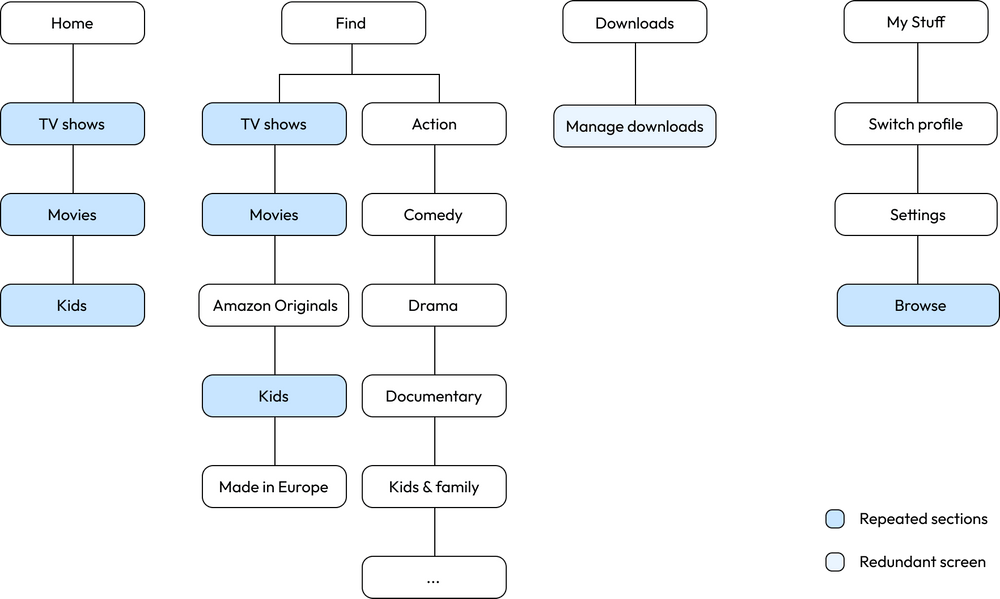 Home
Find
Downloads
My Stuff
TV shows
TV shows
Action
Manage downloads
Switch profile
Movies
Movies
Comedy
Settings
Kids
Amazon Originals
Drama
Browse
Kids
Documentary
Made in Europe
Kids & family
...
Repeated sections
Redundant screen